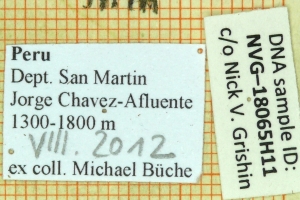 Peru
Dept. San Martin
Jorge Chavez-Afluente
1300-1800 m
VIII. 2012
ex coll. Michael Büche
DNA sample ID:
NVG-18065H11
c/o Nick V. Grishin